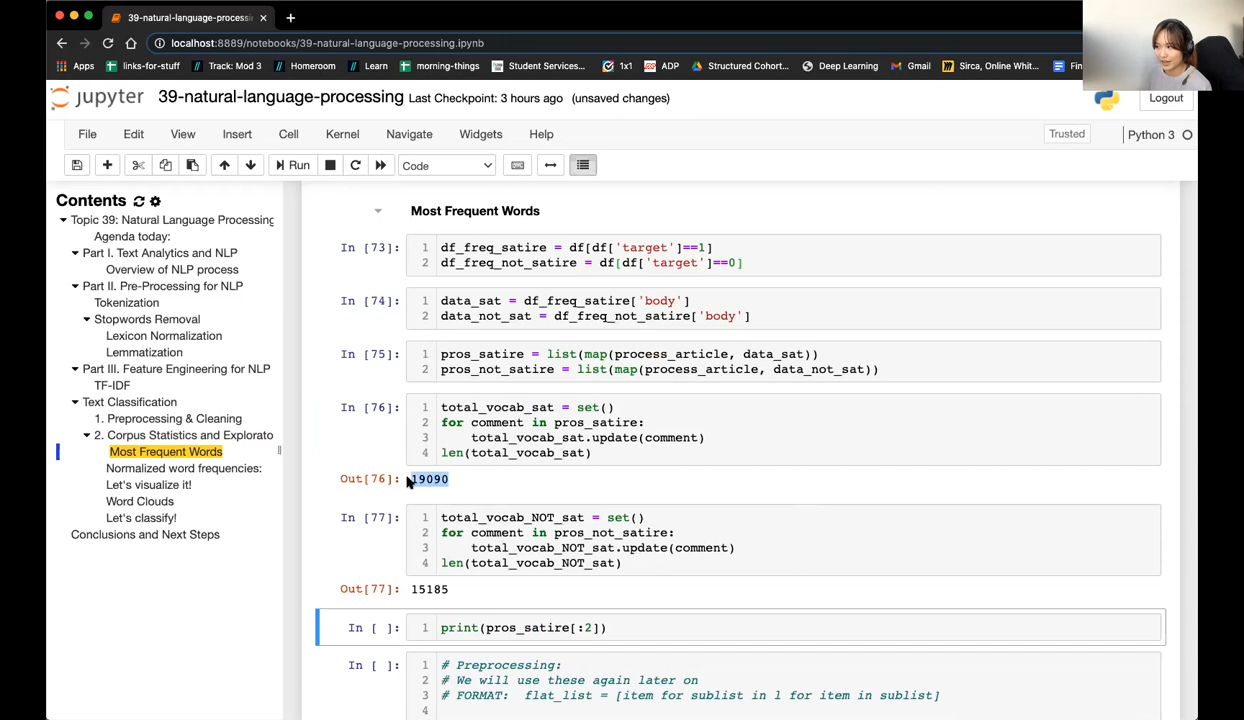 39-natural-language-processi
localhost:8889/notebooks/39-natural-language-processing.ipynb
Apps links-for-stuff Track: Mod 3 Homeroom Learn morning-things Student Services... 1x1 ADP Structured Cohort... Deep Learning Gmail Sirca, Online Whit... Fin
jupyter 39-natural-language-processing Last Checkpoint: 3 hours ago (unsaved changes) Logout
File Edit View Insert Cell Kernel Navigate Widgets Help Trusted Python 3
Run Code
Contents
Topic 39: Natural Language Processing
Agenda today:
Part I. Text Analytics and NLP
Overview of NLP process
Part II. Pre-Processing for NLP
Tokenization
Stopwords Removal
Lexicon Normalization
Lemmatization
Part III. Feature Engineering for NLP
TF-IDF
Text Classification
1. Preprocessing & Cleaning
2. Corpus Statistics and Explorato
Most Frequent Words
Normalized word frequencies:
Let's visualize it!
Word Clouds
Let's classify!
Conclusions and Next Steps
Most Frequent Words
In [73]: 1 df_freq_satire = df[df['target']==1]
2 df_freq_not_satire = df[df['target']==0]
In [74]: 1 data_sat = df_freq_satire['body']
2 data_not_sat = df_freq_not_satire['body']
In [75]: 1 pros_satire = list(map(process_article, data_sat))
2 pros_not_satire = list(map(process_article, data_not_sat))
In [76]: 1 total_vocab_sat = set()
2 for comment in pros_satire:
3 total_vocab_sat.update(comment)
4 len(total_vocab_sat)
Out[76]: 19090
In [77]: 1 total_vocab_NOT_sat = set()
2 for comment in pros_not_satire:
3 total_vocab_NOT_sat.update(comment)
4 len(total_vocab_NOT_sat)
Out[77]: 15185
In [ ]: 1 print(pros_satire[:2])
In [ ]: 1 # Preprocessing:
2 # We will use these again later on
3 # FORMAT: flat_list = [item for sublist in l for item in sublist]
4